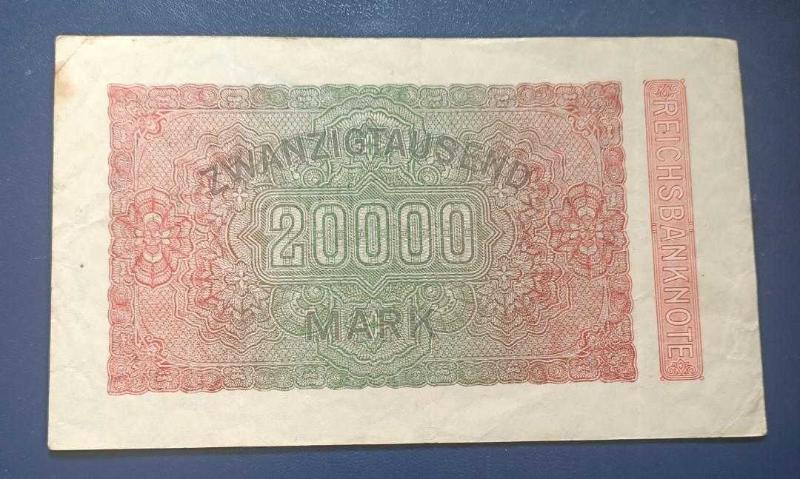 ZWANZIGTAUSEND
20000
MARK
REICHSBANKNOTE